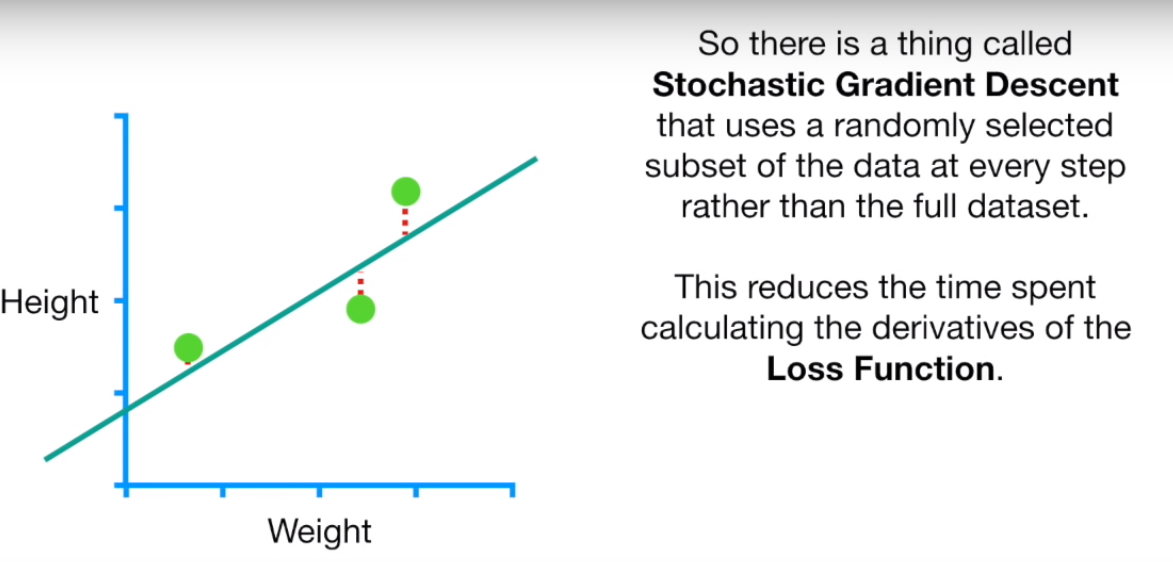 So there is a thing called
Stochastic Gradient Descent
that uses a randomly selected
subset of the data at every step
rather than the full dataset.
This reduces the time spent
calculating the derivatives of the
Loss Function.
Height
Weight